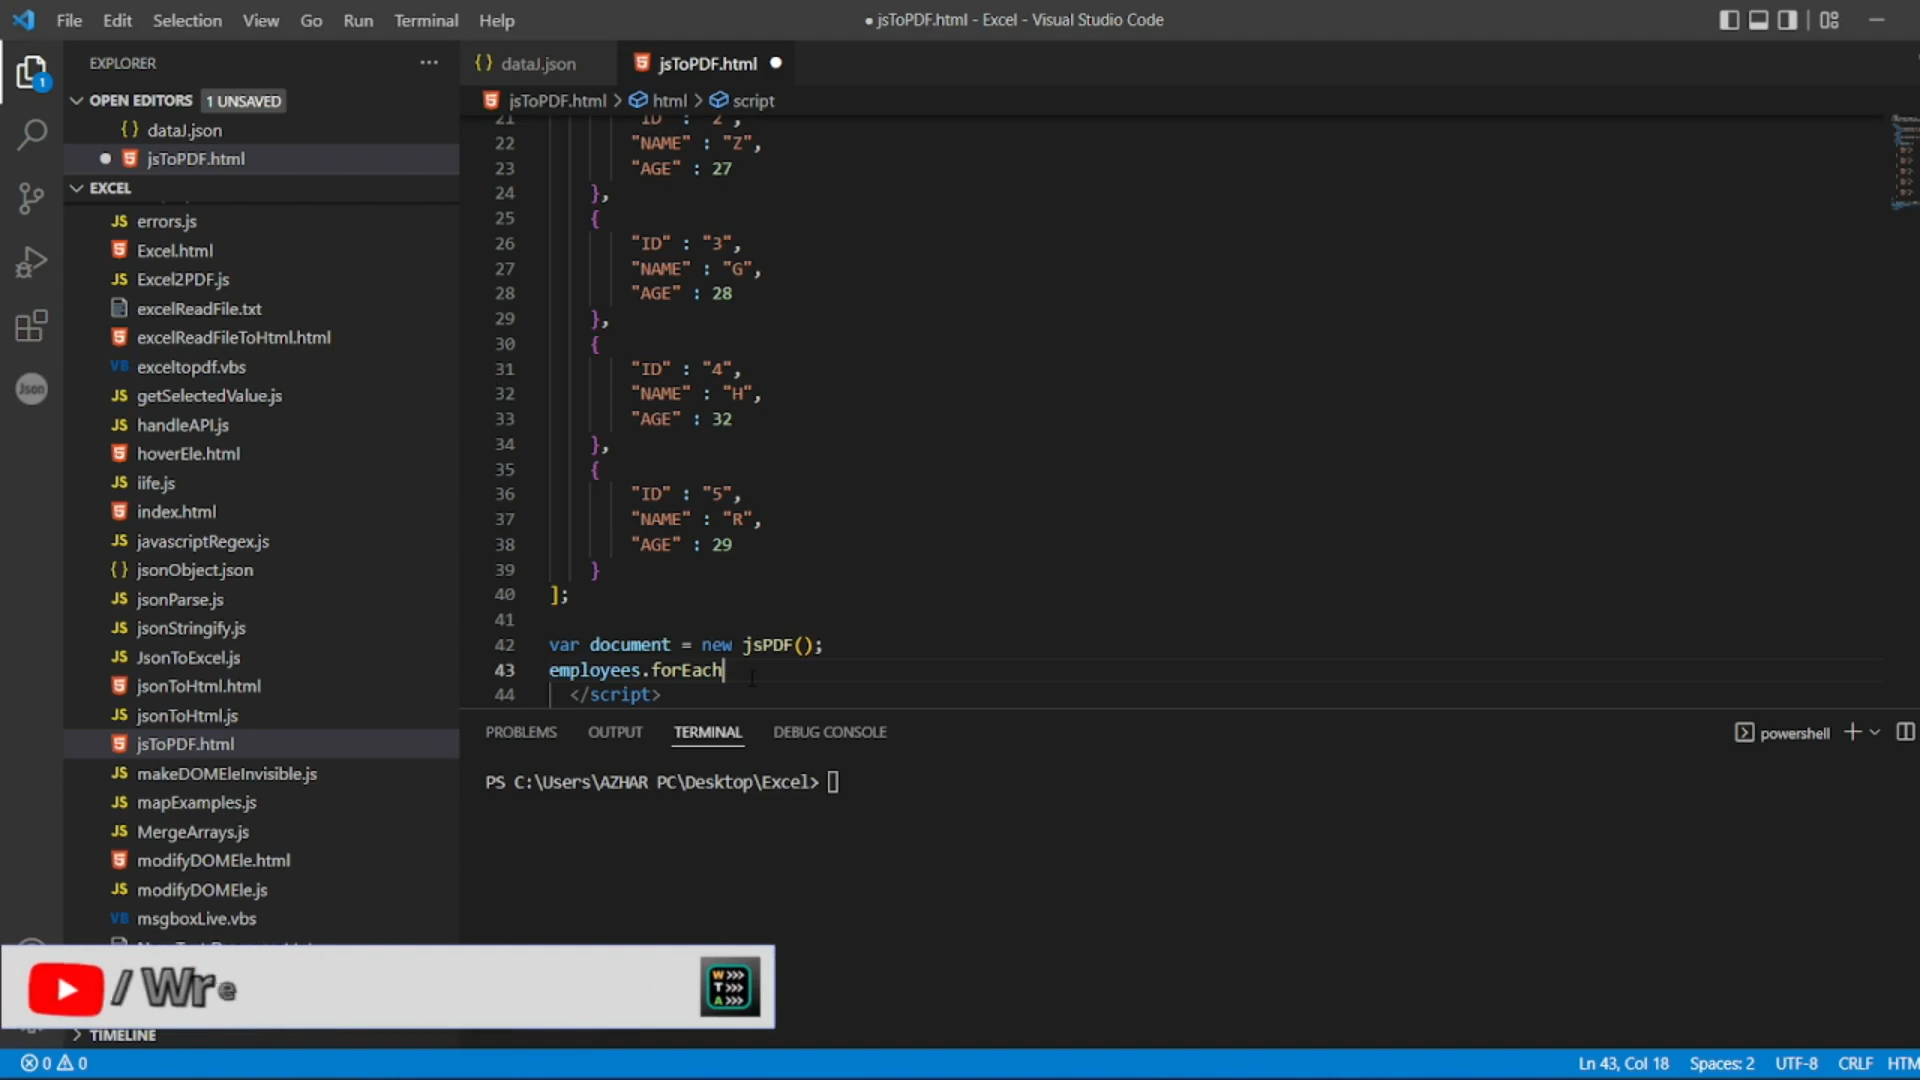 File Edit Selection View Go Run Terminal Help
● jsToPDF.html - Excel - Visual Studio Code
EXPLORER ...
OPEN EDITORS 1 UNSAVED
{} dataJ.json
● jsToPDF.html
EXCEL
JS errors.js
Excel.html
JS Excel2PDF.js
excelReadFile.txt
excelReadFileToHtml.html
VB exceltopdf.vbs
JS getSelectedValue.js
JS handleAPI.js
hoverEle.html
JS iife.js
index.html
JS javascriptRegex.js
{} jsonObject.json
JS jsonParse.js
JS jsonStringify.js
JS JsonToExcel.js
jsonToHtml.html
JS jsonToHtml.js
jsToPDF.html
JS makeDOMEleInvisible.js
JS mapExamples.js
JS MergeArrays.js
modifyDOMEle.html
JS modifyDOMEle.js
VB msgboxLive.vbs
TIMELINE
1
Json
{} dataJ.json jsToPDF.html ●
jsToPDF.html > html > script
21 "ID" : "2",
22 "NAME" : "Z",
23 "AGE" : 27
24 },
25 {
26 "ID" : "3",
27 "NAME" : "G",
28 "AGE" : 28
29 },
30 {
31 "ID" : "4",
32 "NAME" : "H",
33 "AGE" : 32
34 },
35 {
36 "ID" : "5",
37 "NAME" : "R",
38 "AGE" : 29
39 }
40 ];
41
42 var document = new jsPDF();
43 employees.forEach
44 </script>
PROBLEMS OUTPUT TERMINAL DEBUG CONSOLE
powershell
PS C:\Users\AZHAR PC\Desktop\Excel>
/ Wre
W >>>
T >>>
A >>>
0 0
Ln 43, Col 18 Spaces: 2 UTF-8 CRLF HTM